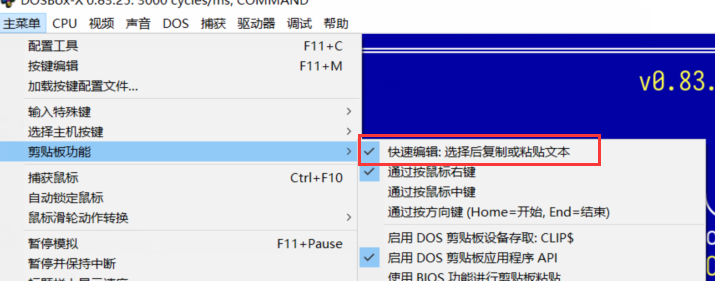 DOSBox-X 0.83.25: 3000 cycles/ms, COMMAND
主菜单 CPU 视频 声音 DOS 捕获 驱动器 调试 帮助
配置工具 F11+C
按键编辑 F11+M
加载按键配置文件...
v0.83.
输入特殊键
选择主机按键
剪贴板功能
快速编辑: 选择后复制或粘贴文本
通过按鼠标右键
通过按鼠标中键
通过按方向键 (Home=开始, End=结束)
启用 DOS 剪贴板设备存取: CLIP$
启用 DOS 剪贴板应用程序 API
使用 BIOS 功能进行剪贴板粘贴
捕获鼠标 Ctrl+F10
自动锁定鼠标
鼠标滑轮动作转换
暂停模拟 F11+Pause
暂停并保持中断
标题栏上显示速度